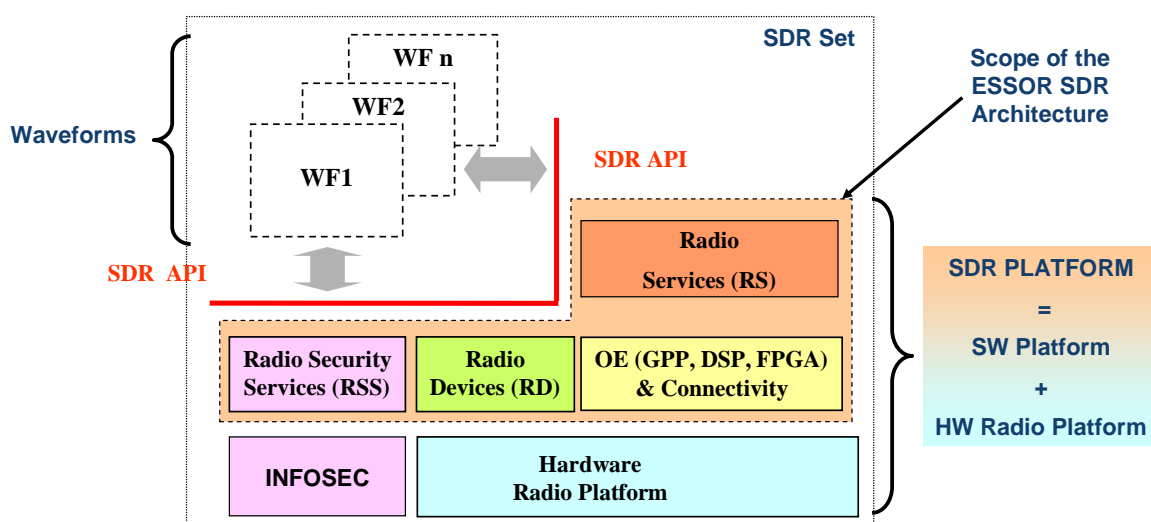 SDR Set
Scope of the
ESSOR SDR
Architecture
Waveforms
WF n
WF2
WF1
SDR API
SDR API
Radio
Services (RS)
Radio Security
Services (RSS)
Radio
Devices (RD)
OE (GPP, DSP, FPGA)
& Connectivity
INFOSEC
Hardware
Radio Platform
SDR PLATFORM
=
SW Platform
+
HW Radio Platform